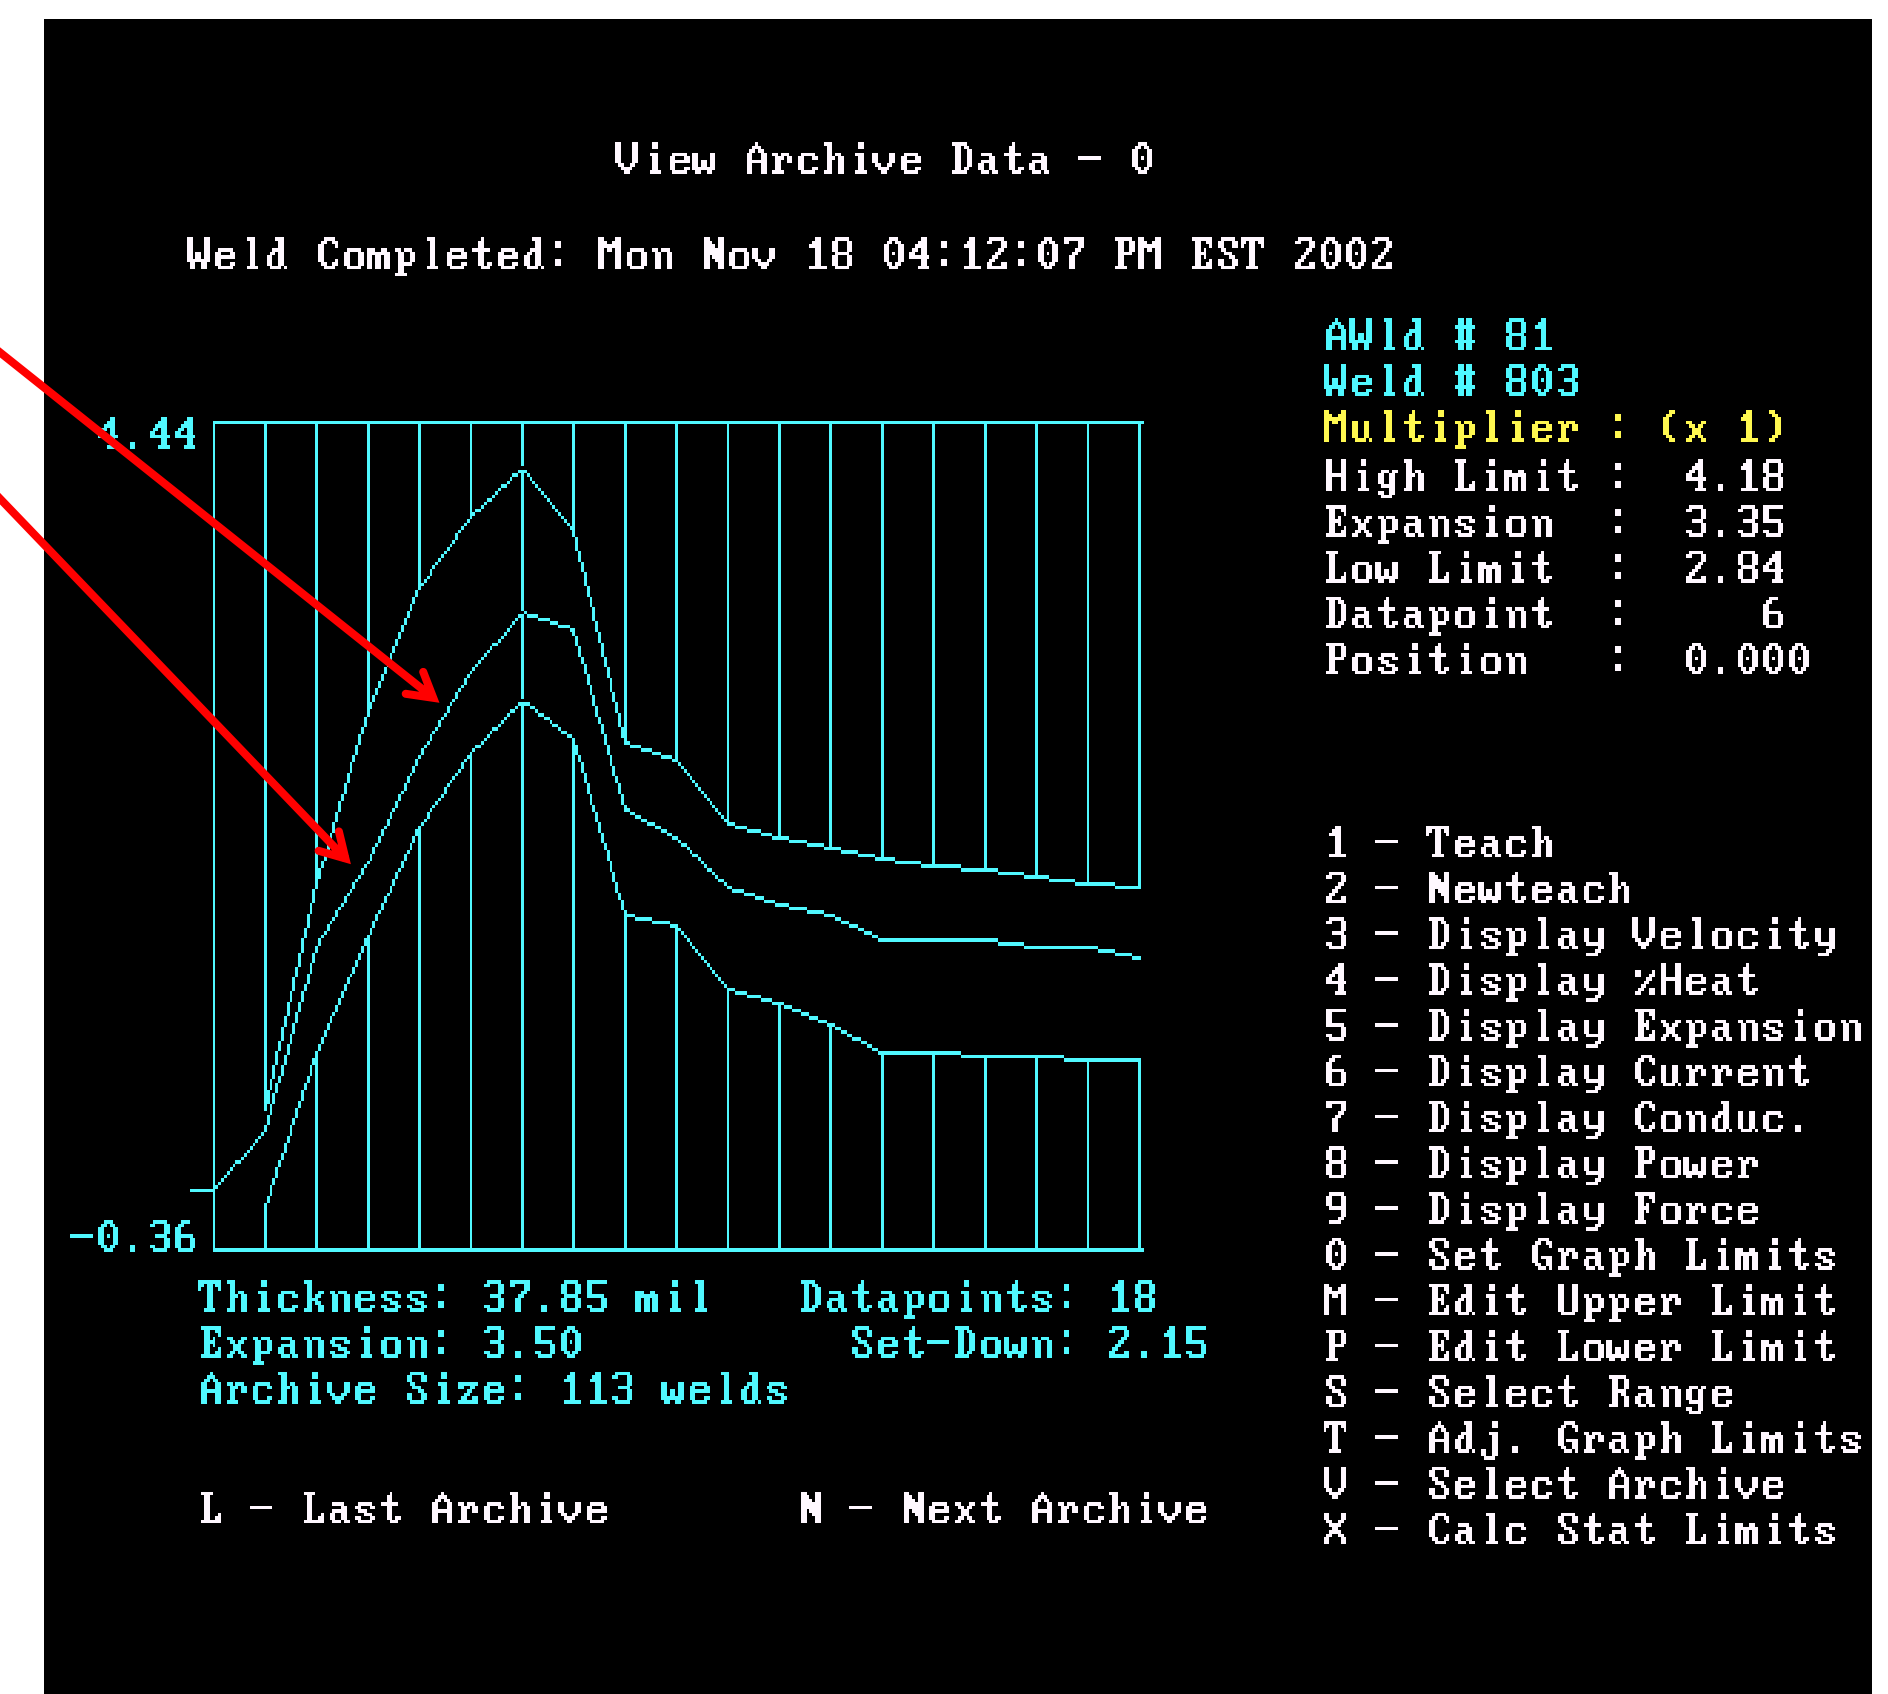 View Archive Data - 0
Weld Completed: Mon Nov 18 04:12:07 PM EST 2002
AWld # 81
Weld # 803
Multiplier : (x 1)
High Limit : 4.18
Expansion : 3.35
Low Limit : 2.84
Datapoint : 6
Position : 0.000
4.44
-0.36
Thickness: 37.85 mil Datapoints: 18
Expansion: 3.50 Set-Down: 2.15
Archive Size: 113 welds
L - Last Archive N - Next Archive
1 - Teach
2 - Newteach
3 - Display Velocity
4 - Display %Heat
5 - Display Expansion
6 - Display Current
7 - Display Conduc.
8 - Display Power
9 - Display Force
0 - Set Graph Limits
M - Edit Upper Limit
P - Edit Lower Limit
S - Select Range
T - Adj. Graph Limits
V - Select Archive
X - Calc Stat Limits